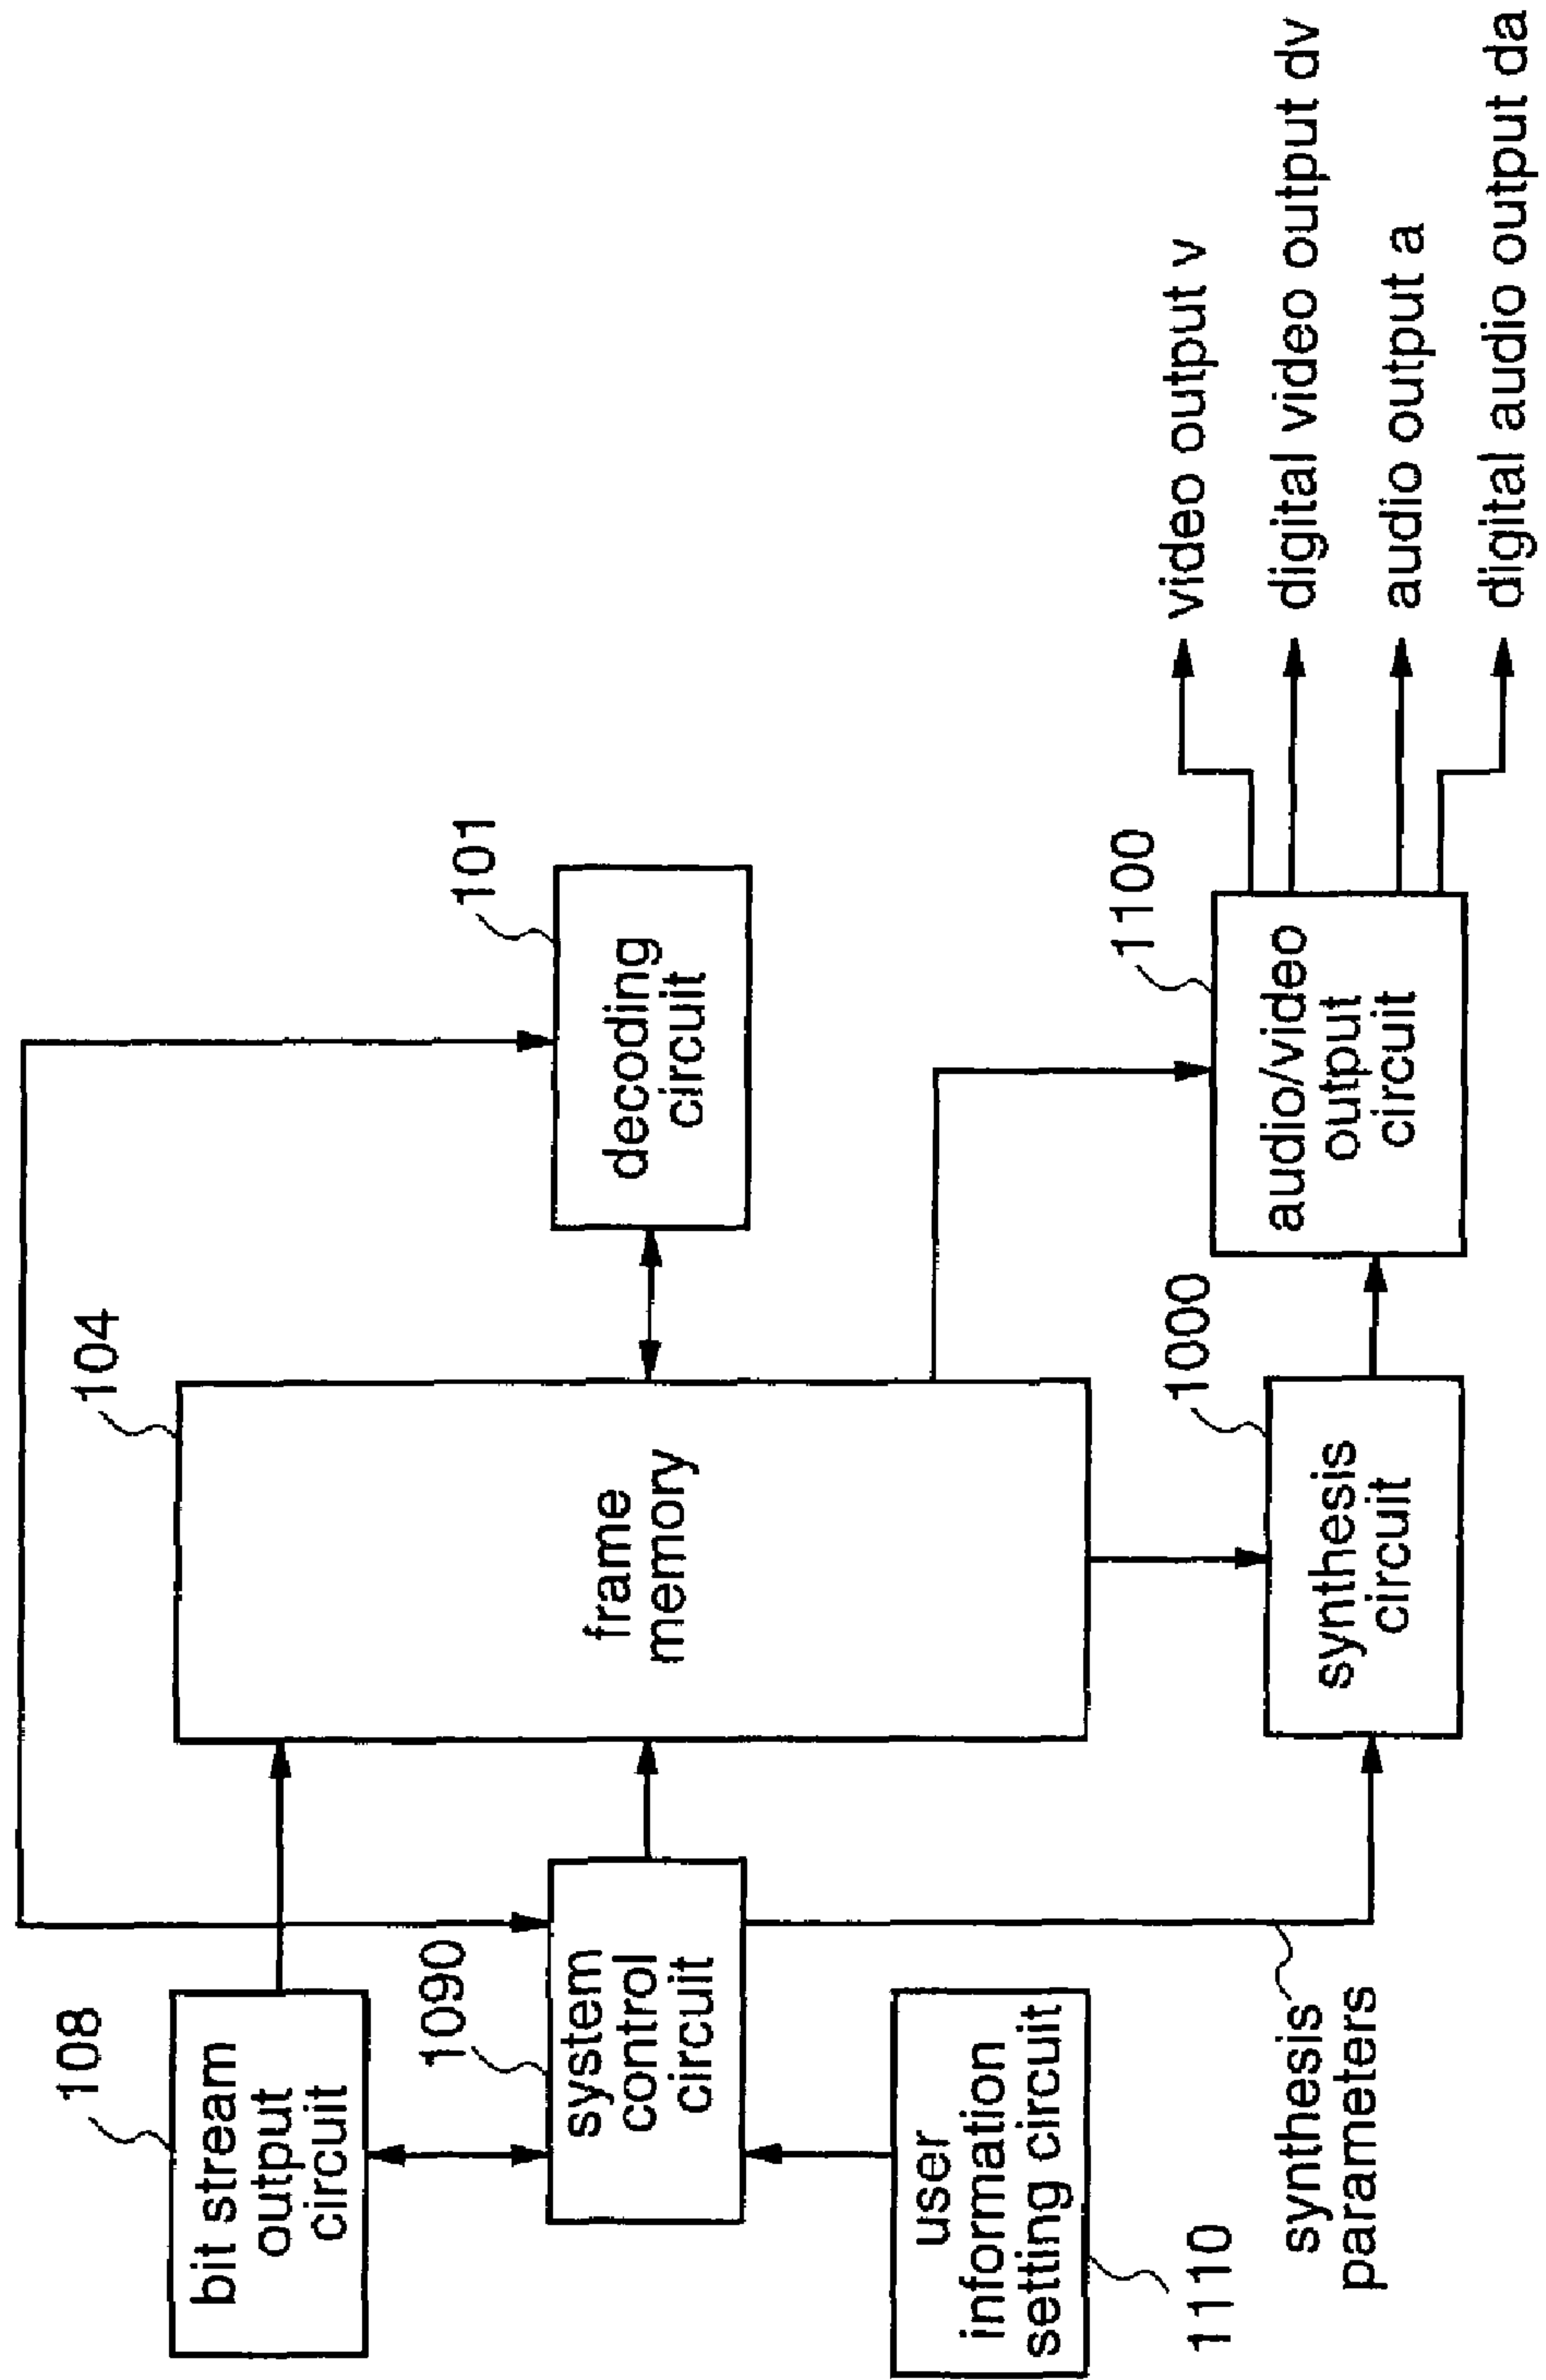 108
bit stream
output
circuit
1090
system
control
circuit
user
information
setting circuit
1110
synthesis
parameters
104
frame
memory
101
decoding
circuit
1000
synthesis
circuit
1100
audio/video
output
circuit
video output v
digital video output dv
audio output a
digital audio output da